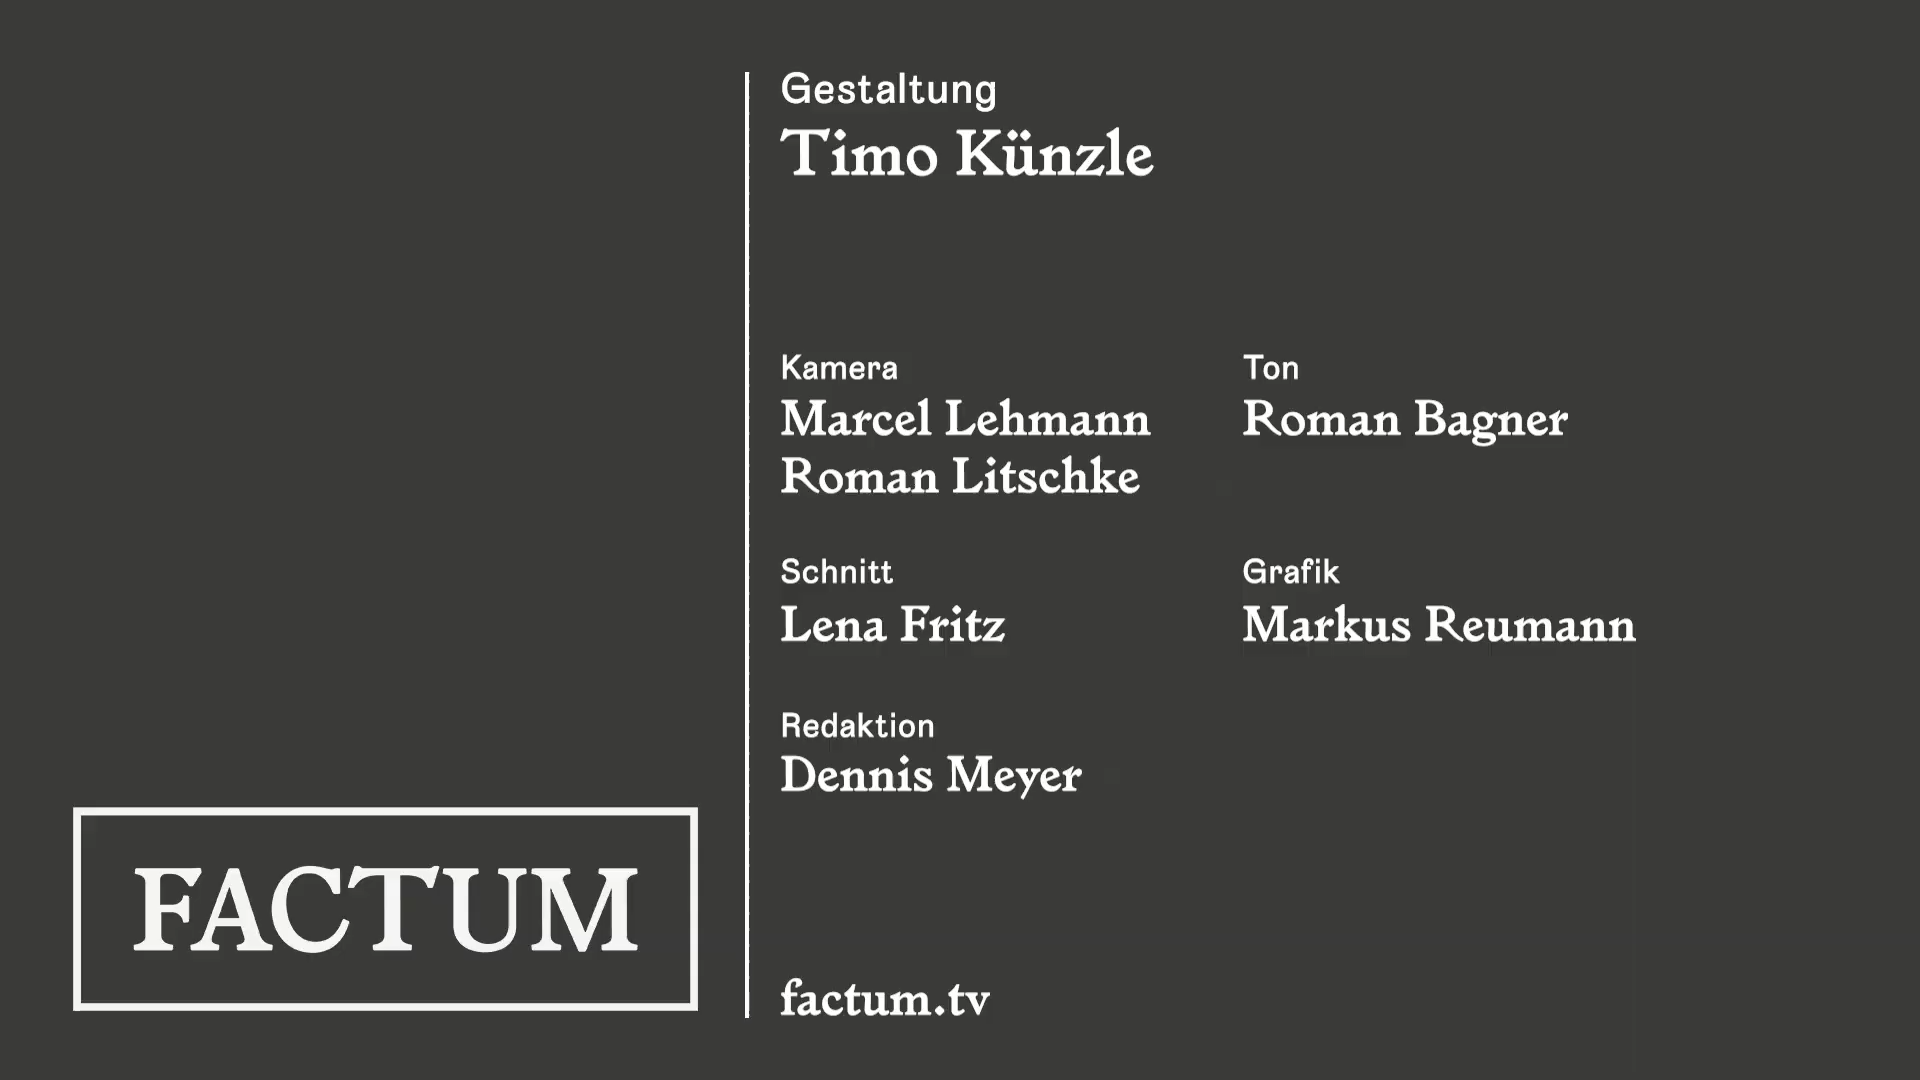 Gestaltung
Timo Künzle
Kamera
Marcel Lehmann
Roman Litschke
Ton
Roman Bagner
Schnitt
Lena Fritz
Grafik
Markus Reumann
Redaktion
Dennis Meyer
FACTUM
factum.tv